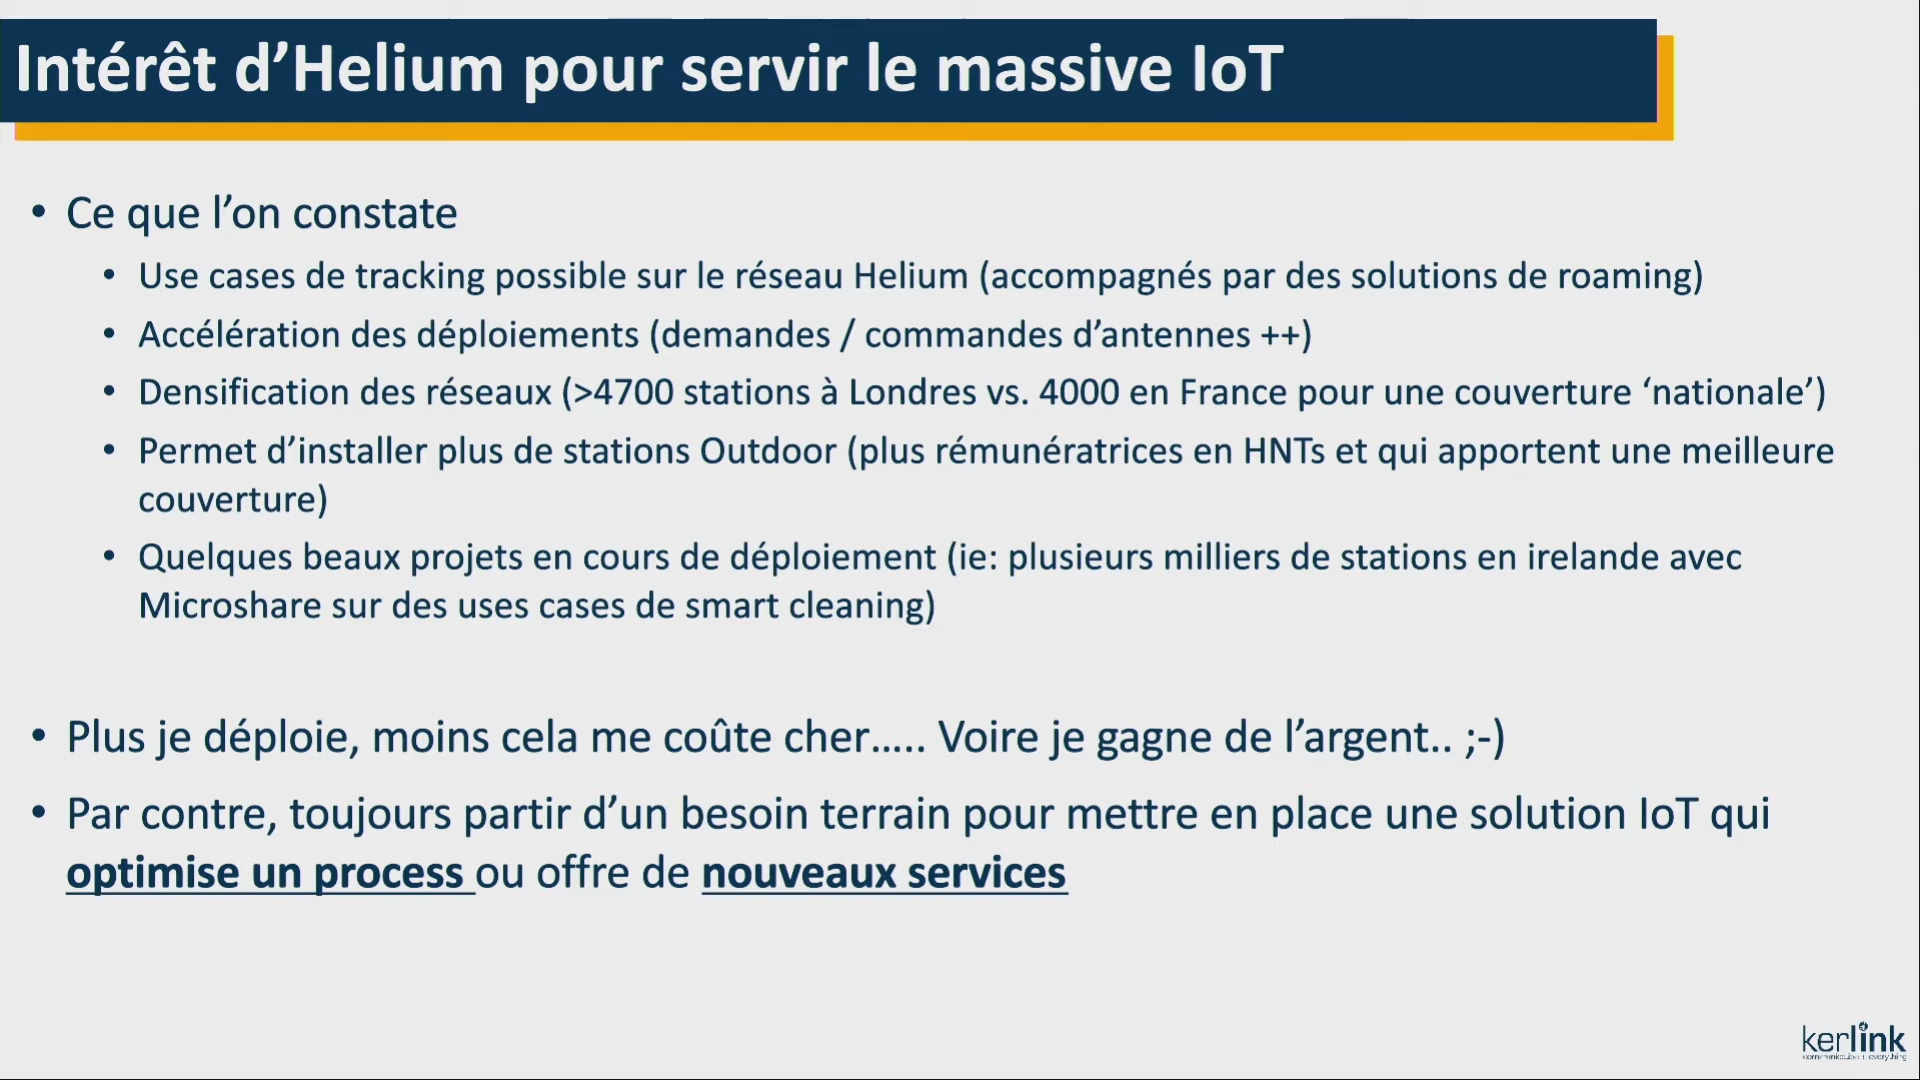 Intérêt d’Helium pour servir le massive IoT
• Ce que l’on constate
• Use cases de tracking possible sur le réseau Helium (accompagnés par des solutions de roaming)
• Accélération des déploiements (demandes / commandes d’antennes ++)
• Densification des réseaux (>4700 stations à Londres vs. 4000 en France pour une couverture ‘nationale’)
• Permet d’installer plus de stations Outdoor (plus rémunératrices en HNTs et qui apportent une meilleure
couverture)
• Quelques beaux projets en cours de déploiement (ie: plusieurs milliers de stations en irelande avec
Microshare sur des uses cases de smart cleaning)
• Plus je déploie, moins cela me coûte cher….. Voire je gagne de l’argent.. ;-)
• Par contre, toujours partir d’un besoin terrain pour mettre en place une solution IoT qui
optimise un process ou offre de nouveaux services
kerlink